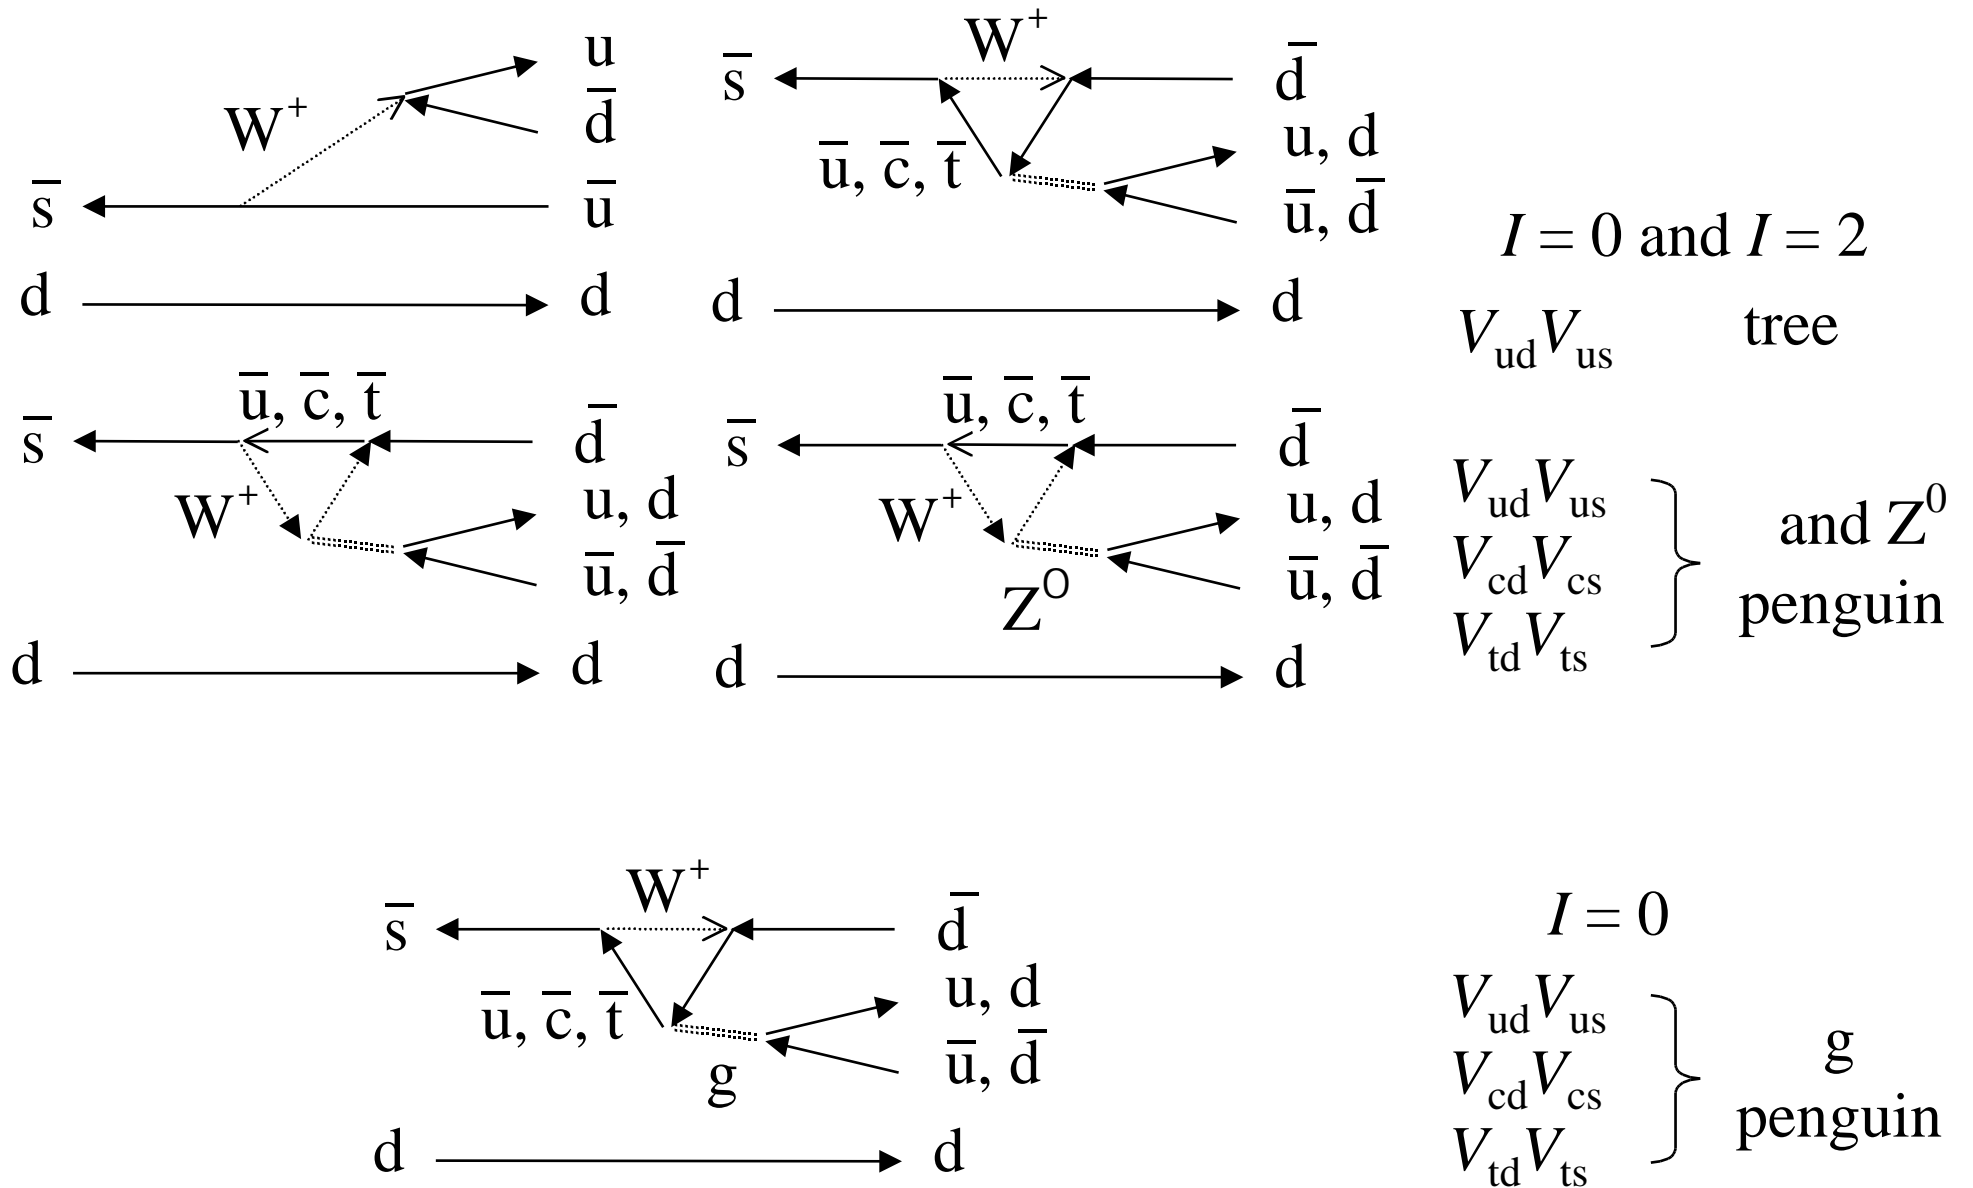 W⁺
u
d̅
s̅
u̅
d
d
W⁺
s̅
d̅
u, d
u̅, c̅, t̅
u̅, d̅
d
d
I = 0 and I = 2
V_ud V_us tree
u̅, c̅, t̅
s̅
d̅
W⁺
u, d
u̅, d̅
d
d
u̅, c̅, t̅
s̅
d̅
W⁺
u, d
u̅, d̅
Z⁰
d
d
V_ud V_us
V_cd V_cs
V_td V_ts
and Z⁰
penguin
W⁺
s̅
d̅
u, d
u̅, c̅, t̅
u̅, d̅
g
d
d
I = 0
V_ud V_us
V_cd V_cs
V_td V_ts
g
penguin